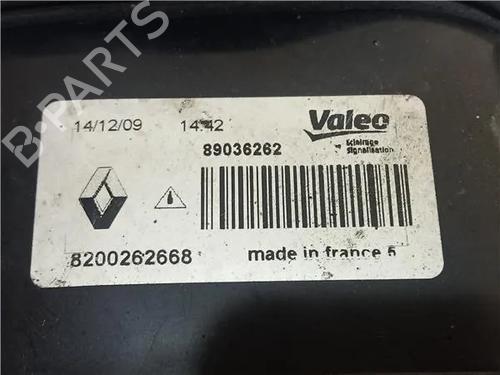 B-PARTS
14/12/09 14:42 Valeo
89036262 Eclairage
Signalisation
8200262668 made in france 5